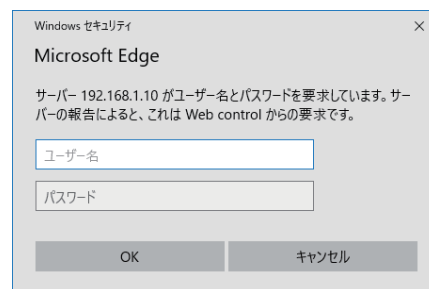 Windows セキュリティ
Microsoft Edge
サーバー 192.168.1.10 がユーザー名とパスワードを要求しています。サー
バーの報告によると、これは Web control からの要求です。
ユーザー名
パスワード
OK
キャンセル